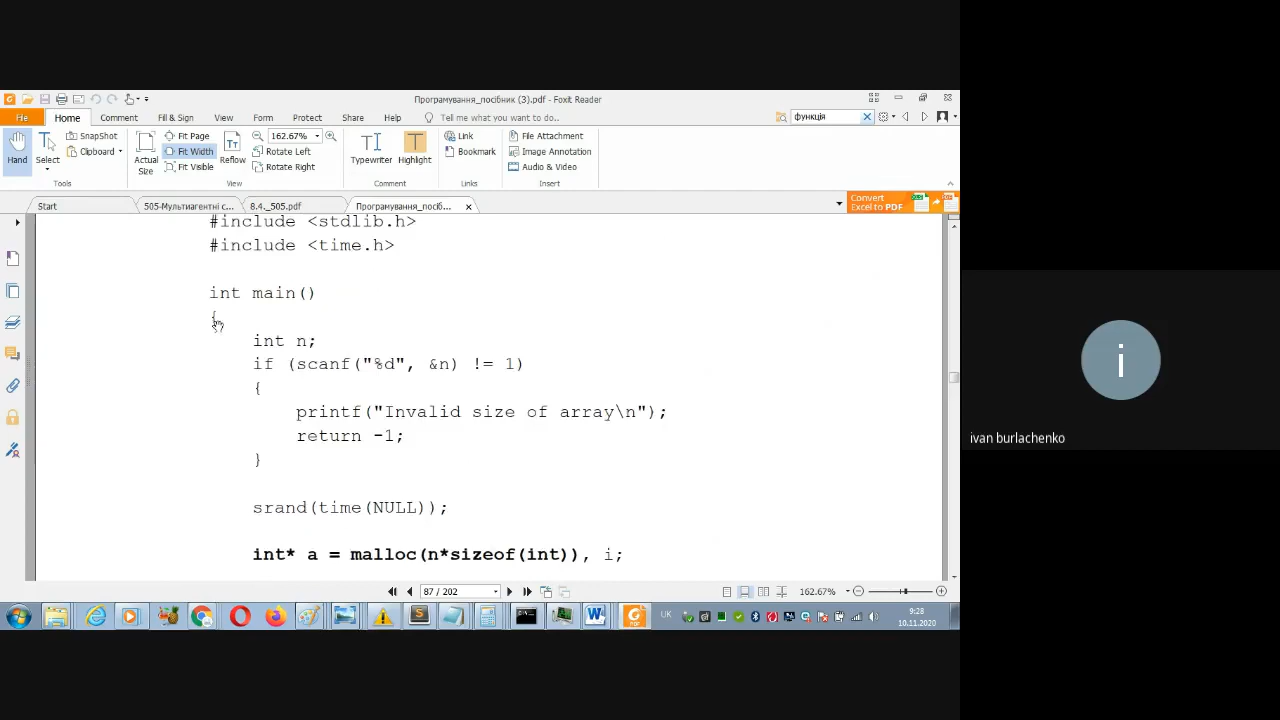 Програмування_посібник (3).pdf - Foxit Reader
File Home Comment Fill & Sign View Form Protect Share Help Tell me what you want to do.. функція
Hand
Select
SnapShot
Clipboard
Tools
Actual Size
Fit Page
Fit Width
Fit Visible
Reflow
162.67%
Rotate Left
Rotate Right
View
Typewriter
Highlight
Comment
Link
Bookmark
Links
File Attachment
Image Annotation
Audio & Video
Insert
Start 505-Мультиагентні с... 8.4._505.pdf Програмування_посіб...
Convert
Excel to PDF
#include <stdlib.h>
#include <time.h>
int main()
{
int n;
if (scanf("%d", &n) != 1)
{
printf("Invalid size of array\n");
return -1;
}
srand(time(NULL));
int* a = malloc(n*sizeof(int)), i;
87 / 202
162.67%
UK
9:28
10.11.2020
i
ivan burlachenko